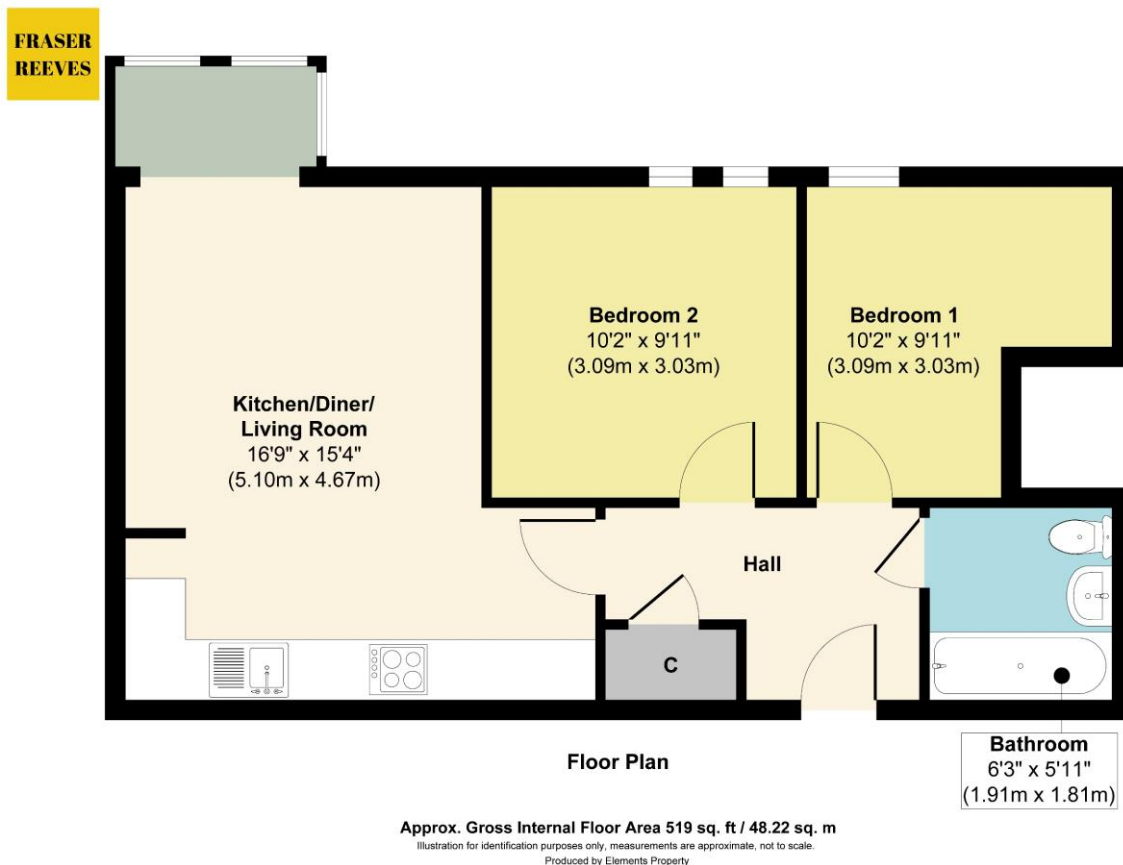 FRASER
REEVES
Bedroom 2
10'2" x 9'11"
(3.09m x 3.03m)
Bedroom 1
10'2" x 9'11"
(3.09m x 3.03m)
Kitchen/Diner/
Living Room
16'9" x 15'4"
(5.10m x 4.67m)
Hall
C
Bathroom
6'3" x 5'11"
(1.91m x 1.81m)
Floor Plan
Approx. Gross Internal Floor Area 519 sq. ft / 48.22 sq. m
Illustration for identification purposes only, measurements are approximate, not to scale.
Produced by Elements Property